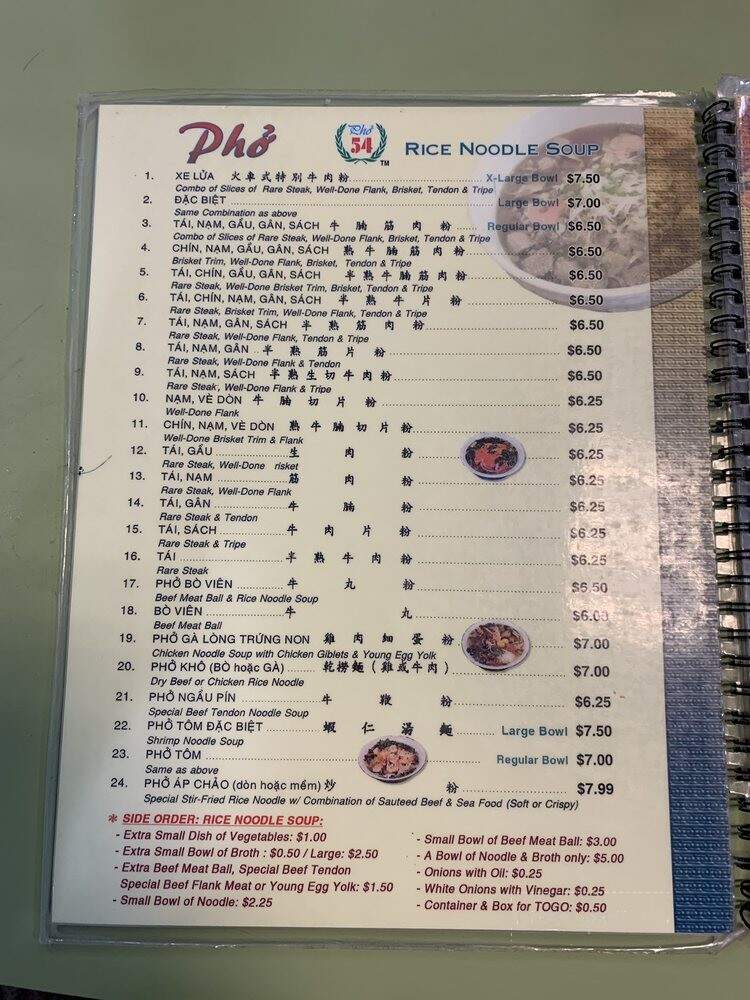 Phở
Phở 54 TM
RICE NOODLE SOUP
1. XE LỬA 火車式特別牛肉粉 X-Large Bowl $7.50
Combo of Slices of Rare Steak, Well-Done Flank, Brisket, Tendon & Tripe
2. ĐẶC BIỆT Large Bowl $7.00
Same Combination as above
3. TÁI, NẠM, GẦU, GÂN, SÁCH 牛腩筋肉粉 Regular Bowl $6.50
Combo of Slices of Rare Steak, Well-Done Flank, Brisket, Tendon & Tripe
4. CHÍN, NẠM, GẦU, GÂN, SÁCH 熟牛腩筋肉粉 $6.50
Brisket Trim, Well-Done Flank, Brisket, Tendon & Tripe
5. TÁI, CHÍN, GẦU, GÂN, SÁCH 半熟牛腩筋肉粉 $6.50
Rare Steak, Well-Done Brisket Trim, Brisket, Tendon & Tripe
6. TÁI, CHÍN, NẠM, GÂN, SÁCH 半熟牛片粉 $6.50
Rare Steak, Brisket Trim, Well-Done Flank, Tendon & Tripe
7. TÁI, NẠM, GÂN, SÁCH 半熟筋肉粉 $6.50
Rare Steak, Well-Done Flank, Tendon & Tripe
8. TÁI, NẠM, GÂN 半熟筋片粉 $6.50
Rare Steak, Well-Done Flank & Tendon
9. TÁI, NẠM, SÁCH 半熟生切牛肉粉 $6.50
Rare Steak, Well-Done Flank & Tripe
10. NẠM, VÈ DÒN 牛腩切片粉 $6.25
Well-Done Flank
11. CHÍN, NẠM, VÈ DÒN 熟牛腩切片粉 $6.25
Well-Done Brisket Trim & Flank
12. TÁI, GẦU 生肉粉 $6.25
Rare Steak, Well-Done risket
13. TÁI, NẠM 筋肉粉 $6.25
Rare Steak, Well-Done Flank
14. TÁI, GÂN 牛腩粉 $6.25
Rare Steak & Tendon
15. TÁI, SÁCH 牛肉片粉 $6.25
Rare Steak & Tripe
16. TÁI 半熟牛肉粉 $6.25
Rare Steak
17. PHỞ BÒ VIÊN 牛丸粉 $6.50
Beef Meat Ball & Rice Noodle Soup
18. BÒ VIÊN 牛丸 $6.00
Beef Meat Ball
19. PHỞ GÀ LÒNG TRỨNG NON 雞肉細蛋粉 $7.00
Chicken Noodle Soup with Chicken Giblets & Young Egg Yolk
20. PHỞ KHÔ (BÒ hoặc GÀ) 乾撈麵(雞或牛肉) $7.00
Dry Beef or Chicken Rice Noodle
21. PHỞ NGẦU PÍN 牛鞭粉 $6.25
Special Beef Tendon Noodle Soup
22. PHỞ TÔM ĐẶC BIỆT 蝦仁湯麵 Large Bowl $7.50
Shrimp Noodle Soup
23. PHỞ TÔM Regular Bowl $7.00
Same as above
24. PHỞ ÁP CHẢO (dòn hoặc mềm) 炒粉 $7.99
Special Stir-Fried Rice Noodle w/ Combination of Sauteed Beef & Sea Food (Soft or Crispy)
* SIDE ORDER: RICE NOODLE SOUP:
- Extra Small Dish of Vegetables: $1.00
- Extra Small Bowl of Broth : $0.50 / Large: $2.50
- Extra Beef Meat Ball, Special Beef Tendon
Special Beef Flank Meat or Young Egg Yolk: $1.50
- Small Bowl of Noodle: $2.25
- Small Bowl of Beef Meat Ball: $3.00
- A Bowl of Noodle & Broth only: $5.00
- Onions with Oil: $0.25
- White Onions with Vinegar: $0.25
- Container & Box for TOGO: $0.50